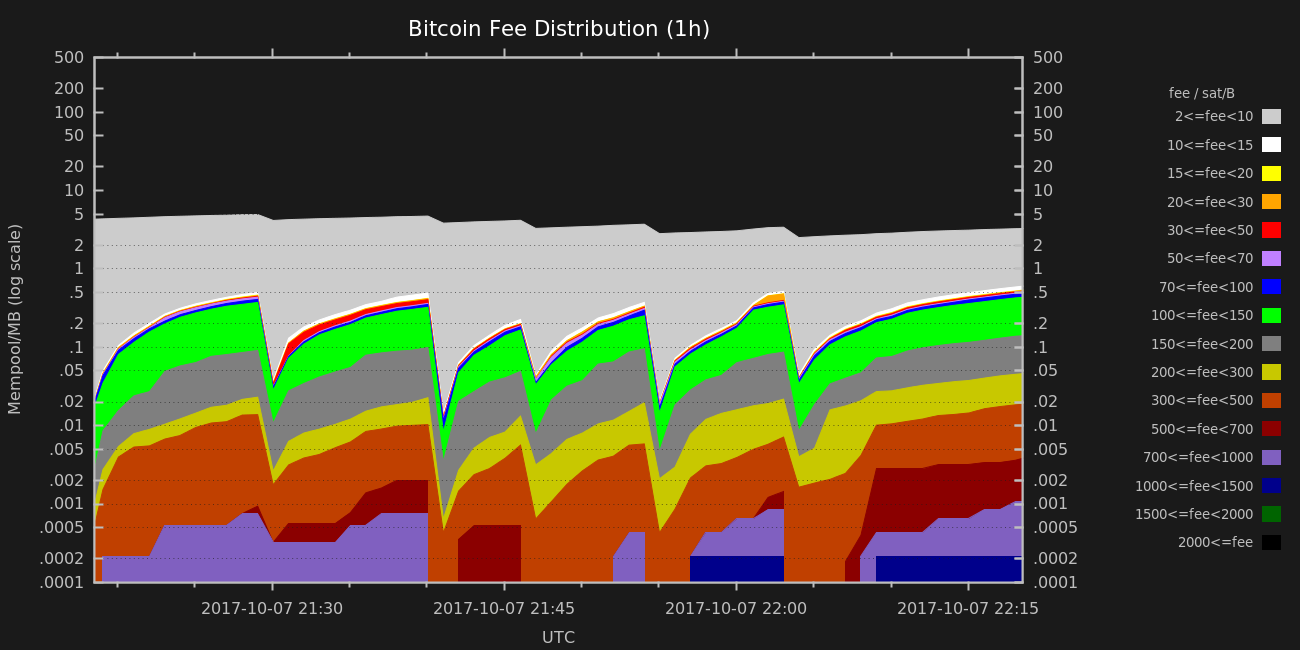 Bitcoin Fee Distribution (1h)
500
200
100
50
20
10
5
2
1
.5
.2
.1
.05
.02
.01
.005
.002
.001
.0005
.0002
.0001
Mempool/MB (log scale)
500
200
100
50
20
10
5
2
1
.5
.2
.1
.05
.02
.01
.005
.002
.001
.0005
.0002
.0001
2017-10-07 21:30
2017-10-07 21:45
2017-10-07 22:00
2017-10-07 22:15
UTC
fee / sat/B
2<=fee<10
10<=fee<15
15<=fee<20
20<=fee<30
30<=fee<50
50<=fee<70
70<=fee<100
100<=fee<150
150<=fee<200
200<=fee<300
300<=fee<500
500<=fee<700
700<=fee<1000
1000<=fee<1500
1500<=fee<2000
2000<=fee